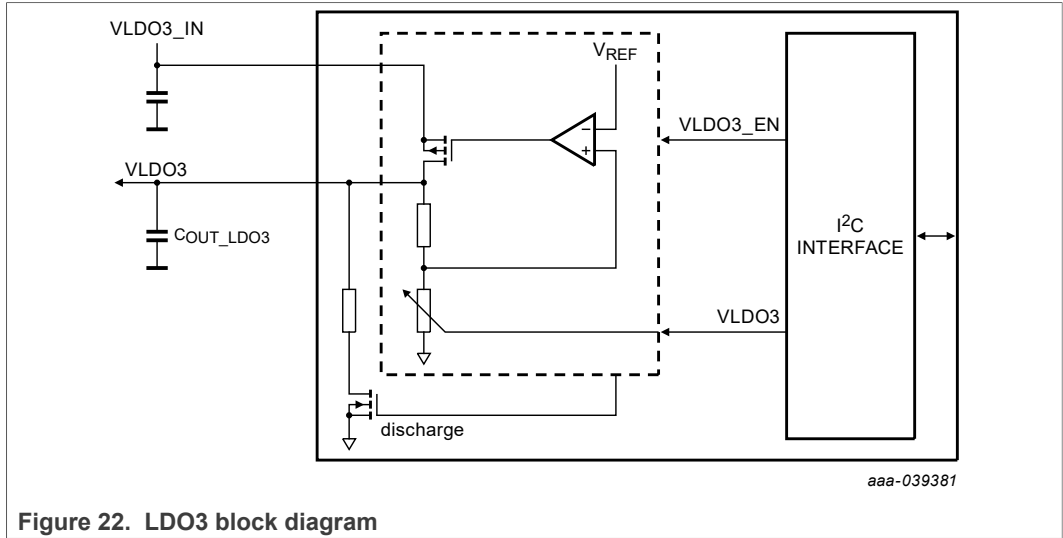 VLDO3_IN
VREF
−
+
VLDO3_EN
VLDO3
COUT_LDO3
I2C
INTERFACE
VLDO3
discharge
aaa-039381
Figure 22. LDO3 block diagram